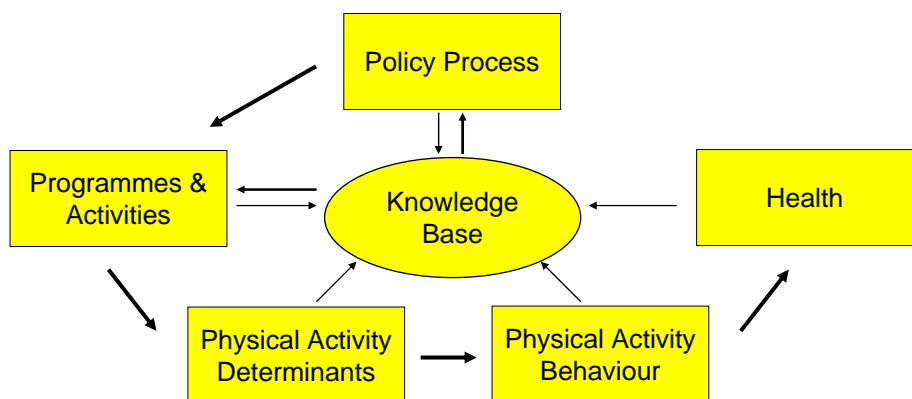 Policy Process
Programmes &
Activities
Knowledge
Base
Health
Physical Activity
Determinants
Physical Activity
Behaviour